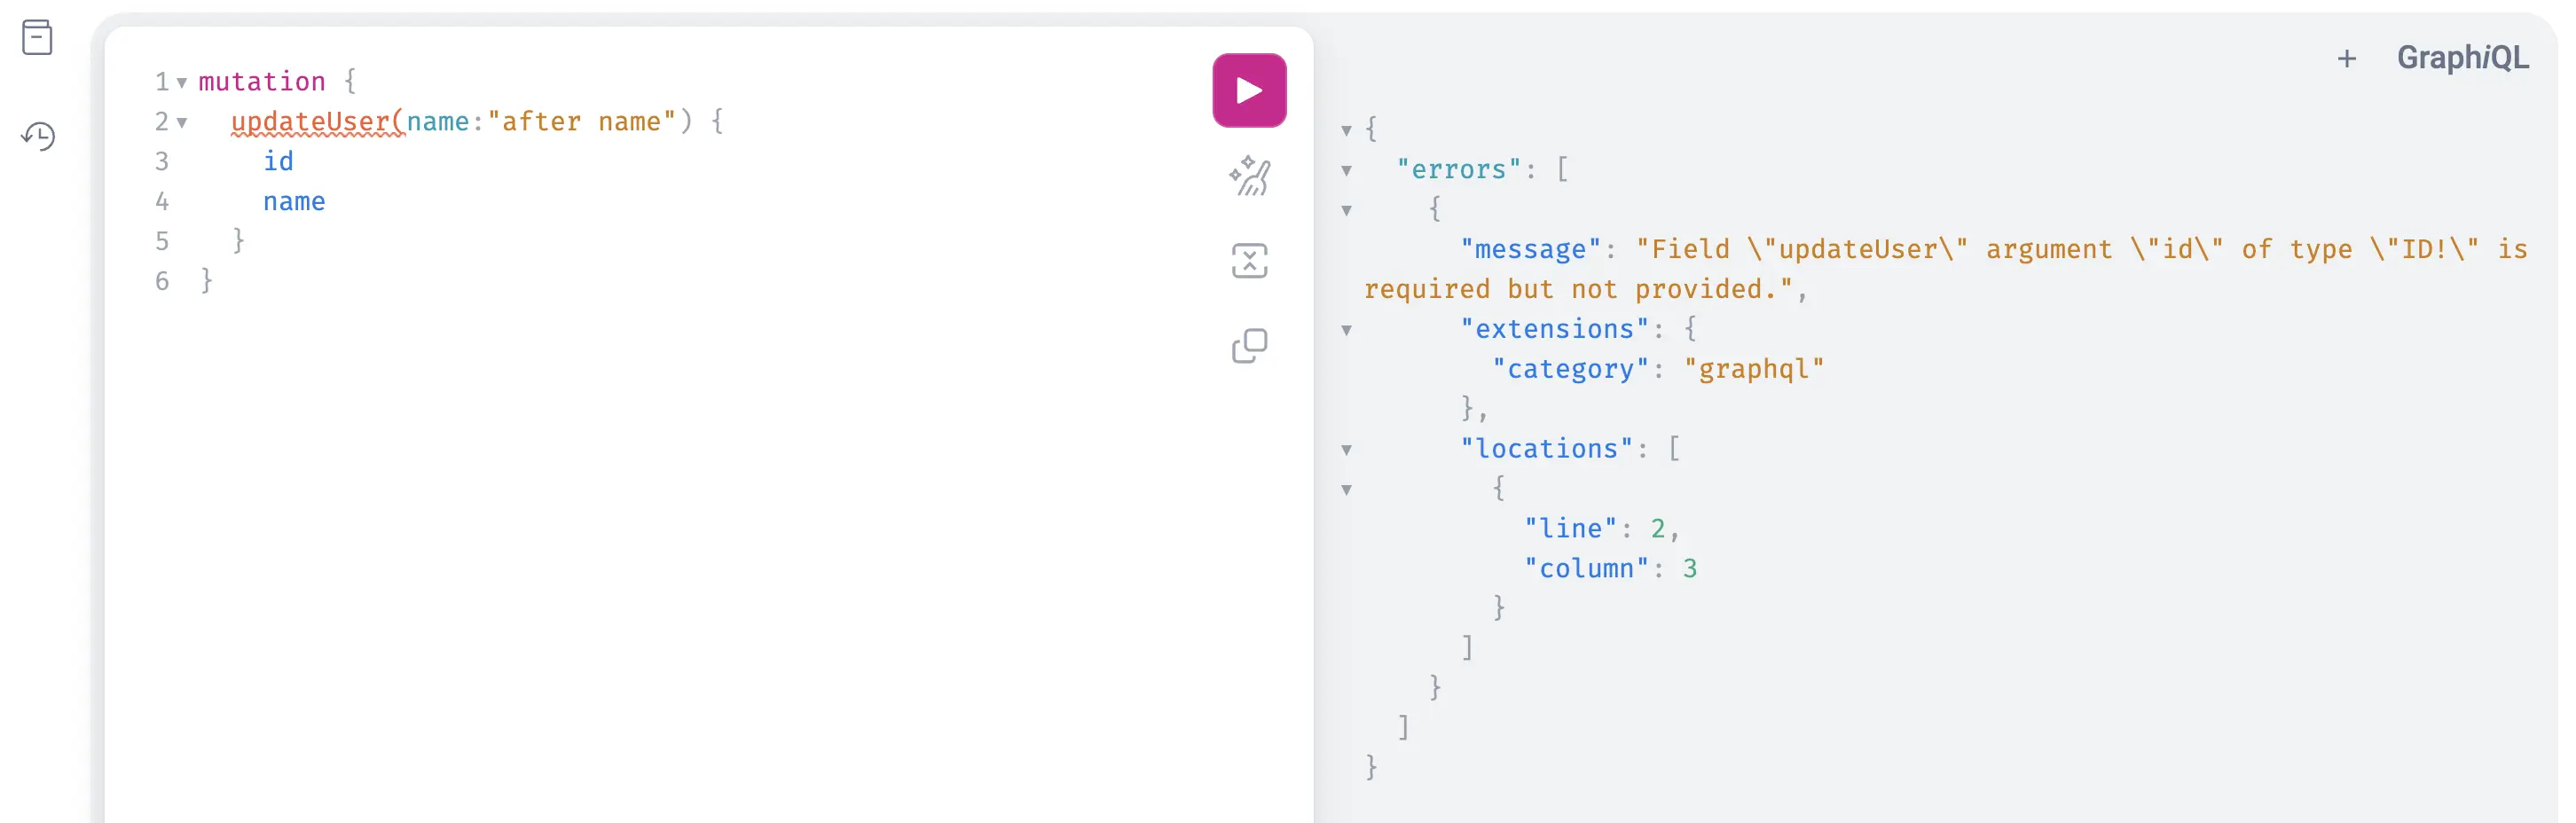 1 mutation {
2 updateUser(name:"after name") {
3 id
4 name
5 }
6 }
+ GraphiQL
{
"errors": [
{
"message": "Field \"updateUser\" argument \"id\" of type \"ID!\" is
required but not provided.",
"extensions": {
"category": "graphql"
},
"locations": [
{
"line": 2,
"column": 3
}
]
}
]
}